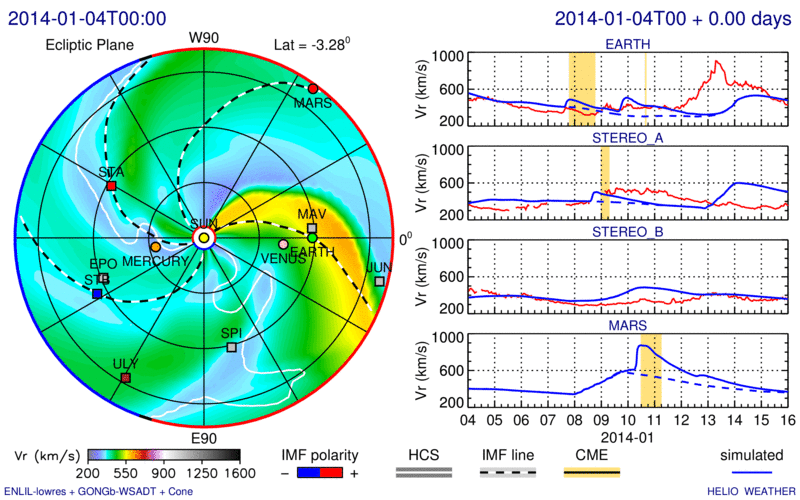 2014-01-04T00:00
2014-01-04T00 + 0.00 days
Ecliptic Plane
W90
Lat = -3.28⁰
MARS
STA
SUN
MAV
0⁰
MERCURY
VENUS
EARTH
EPO
STB
JUN
SPI
ULY
E90
EARTH
Vr (km/s)
1000
600
200
STEREO_A
Vr (km/s)
1000
600
200
STEREO_B
Vr (km/s)
1000
600
200
MARS
Vr (km/s)
1000
600
200
04 05 06 07 08 09 10 11 12 13 14 15 16
2014-01
Vr (km/s)
200 550 900 1250 1600
IMF polarity
− +
HCS
IMF line
CME
simulated
ENLIL-lowres + GONGb-WSADT + Cone
HELIO WEATHER